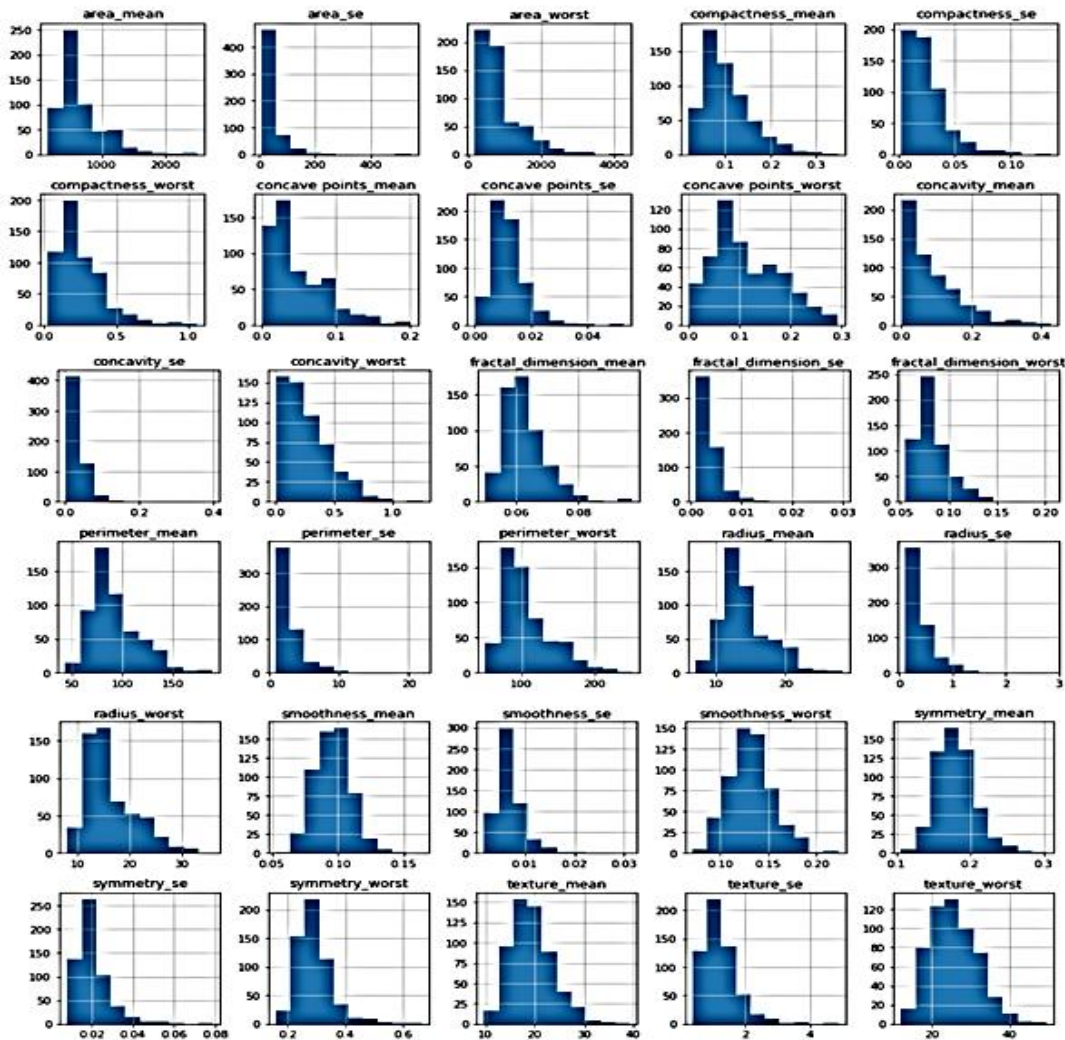 area_mean area_se area_worst compactness_mean compactness_se
250 200 150 100 50 0 1000 2000
400 300 200 100 0 0 200 400
200 150 100 50 0 0 2000 4000
150 100 50 0 0.1 0.2 0.3
200 150 100 50 0 0.00 0.05 0.10
compactness_worst concave points_mean concave points_se concave points_worst concavity_mean
200 150 100 50 0 0.0 0.5 1.0
150 100 50 0 0.0 0.1 0.2
200 150 100 50 0 0.00 0.02 0.04
120 100 80 60 40 20 0 0.0 0.1 0.2 0.3
200 150 100 50 0 0.0 0.2 0.4
concavity_se concavity_worst fractal_dimension_mean fractal_dimension_se fractal_dimension_worst
400 300 200 100 0 0.0 0.2 0.4
150 125 100 75 50 25 0 0.0 0.5 1.0
150 100 50 0 0.06 0.08
300 200 100 0 0.00 0.01 0.02 0.03
250 200 150 100 50 0 0.05 0.10 0.15 0.20
perimeter_mean perimeter_se perimeter_worst radius_mean radius_se
150 100 50 0 50 100 150
300 200 100 0 0 10 20
150 100 50 0 100 200
150 100 50 0 10 20
300 200 100 0 0 1 2 3
radius_worst smoothness_mean smoothness_se smoothness_worst symmetry_mean
150 100 50 0 10 20 30
150 125 100 75 50 25 0 0.05 0.10 0.15
300 250 200 150 100 50 0 0.00 0.01 0.02 0.03
150 125 100 75 50 25 0 0.10 0.15 0.20
150 125 100 75 50 25 0 0.1 0.2 0.3
symmetry_se symmetry_worst texture_mean texture_se texture_worst
250 200 150 100 50 0 0.02 0.04 0.06 0.08
200 150 100 50 0 0.2 0.4 0.6
150 125 100 75 50 25 0 10 20 30 40
200 150 100 50 0 2 4
120 100 80 60 40 20 0 20 40